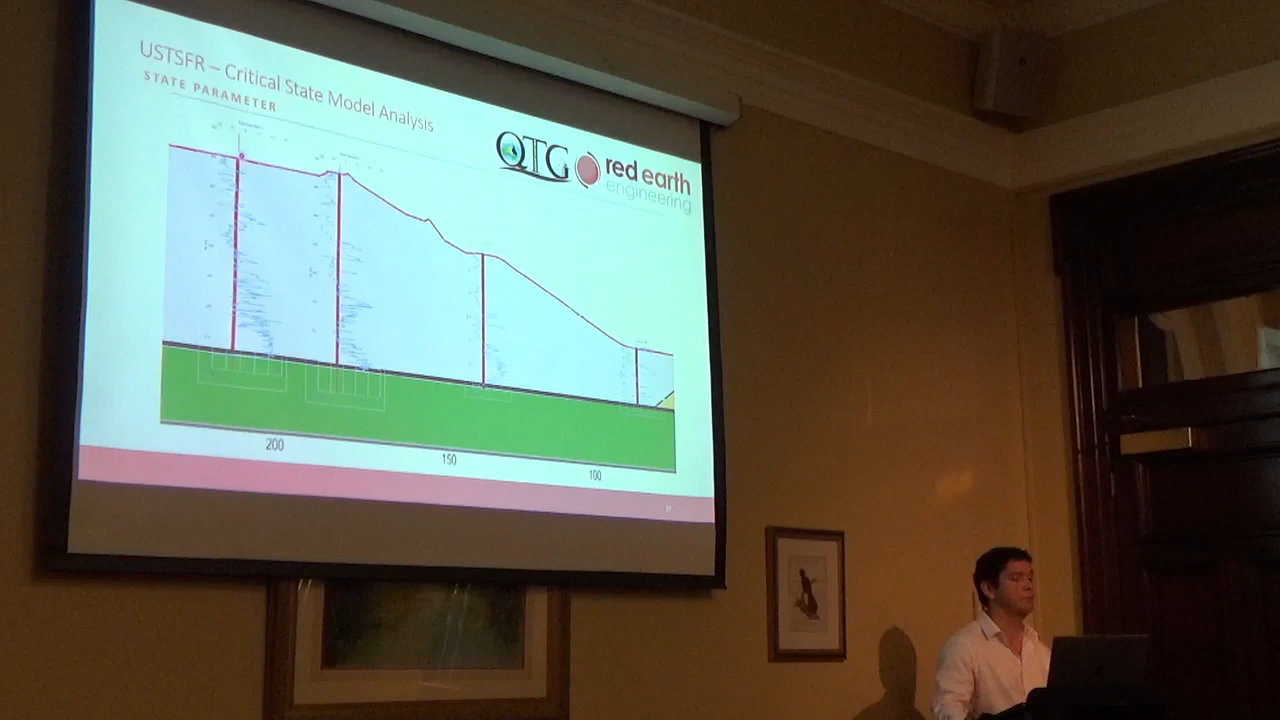 USTSFR – Critical State Model Analysis
STATE PARAMETER
QTG
red earth
engineering
200
150
100